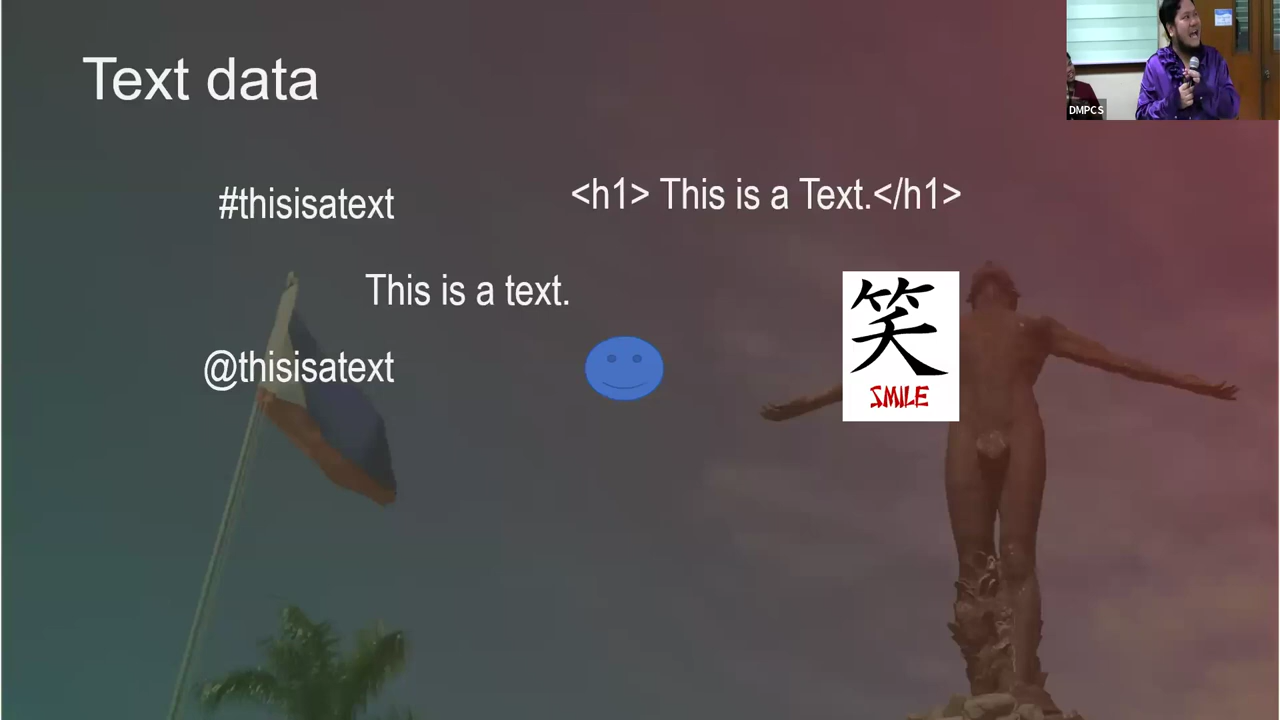 Text data
DMPCS
#thisisatext
<h1> This is a Text.</h1>
This is a text.
@thisisatext
笑
SMILE